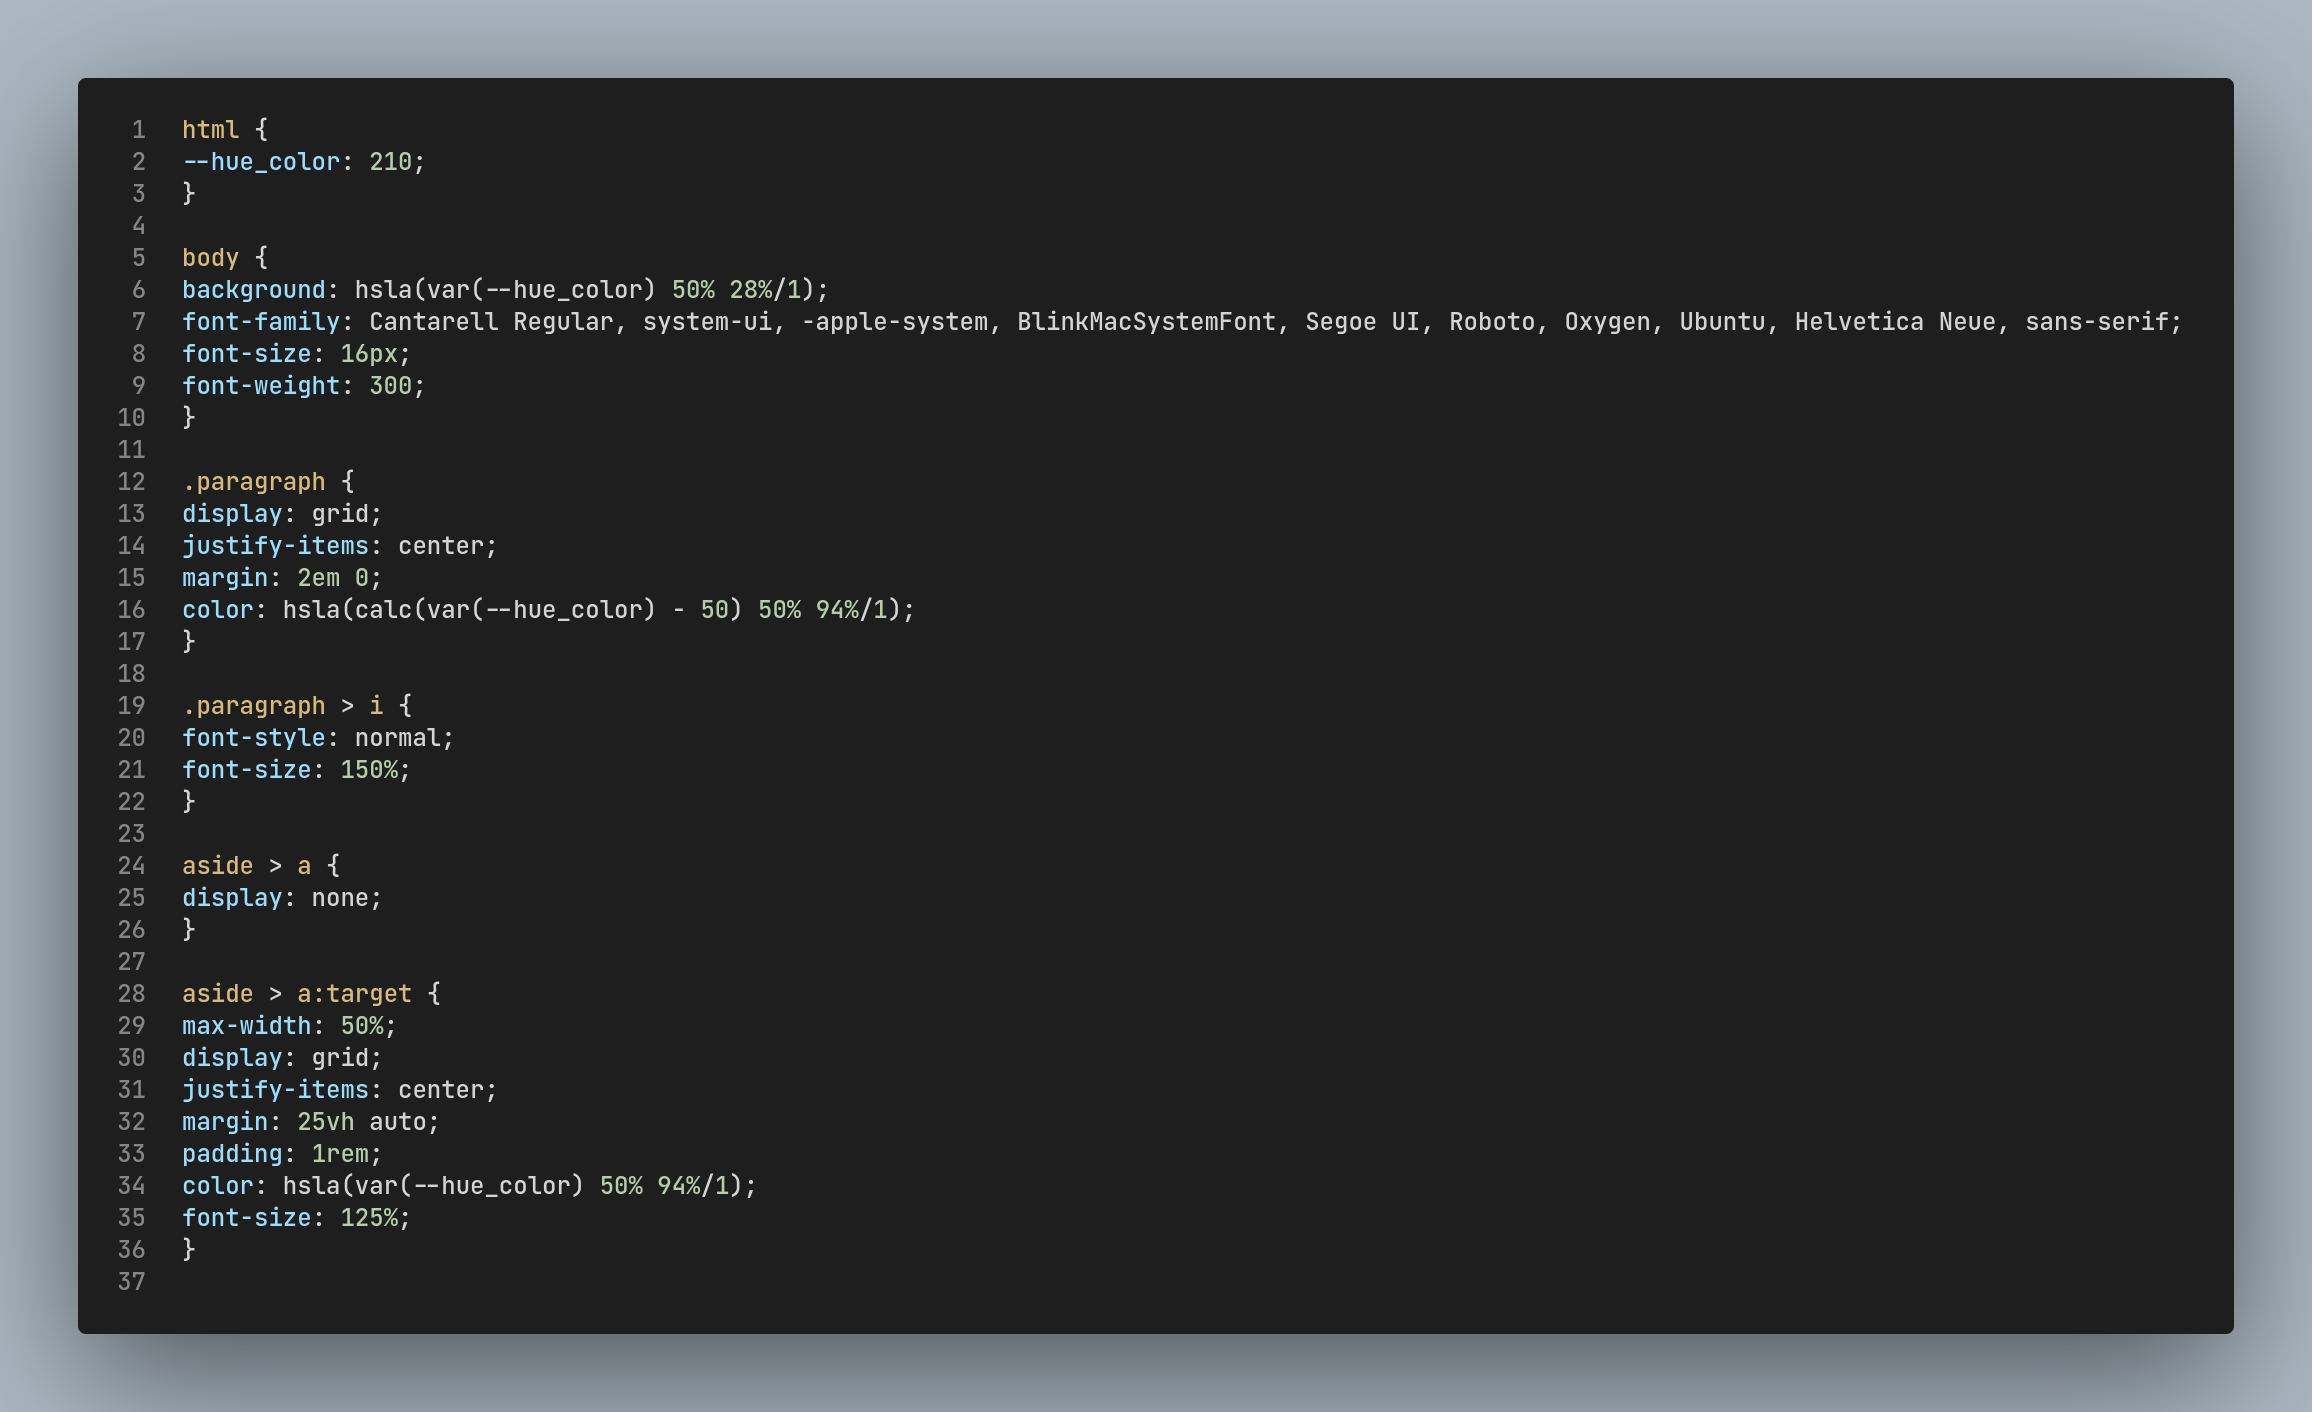 1 html {
2 --hue_color: 210;
3 }
4
5 body {
6 background: hsla(var(--hue_color) 50% 28%/1);
7 font-family: Cantarell Regular, system-ui, -apple-system, BlinkMacSystemFont, Segoe UI, Roboto, Oxygen, Ubuntu, Helvetica Neue, sans-serif;
8 font-size: 16px;
9 font-weight: 300;
10 }
11
12 .paragraph {
13 display: grid;
14 justify-items: center;
15 margin: 2em 0;
16 color: hsla(calc(var(--hue_color) - 50) 50% 94%/1);
17 }
18
19 .paragraph > i {
20 font-style: normal;
21 font-size: 150%;
22 }
23
24 aside > a {
25 display: none;
26 }
27
28 aside > a:target {
29 max-width: 50%;
30 display: grid;
31 justify-items: center;
32 margin: 25vh auto;
33 padding: 1rem;
34 color: hsla(var(--hue_color) 50% 94%/1);
35 font-size: 125%;
36 }
37